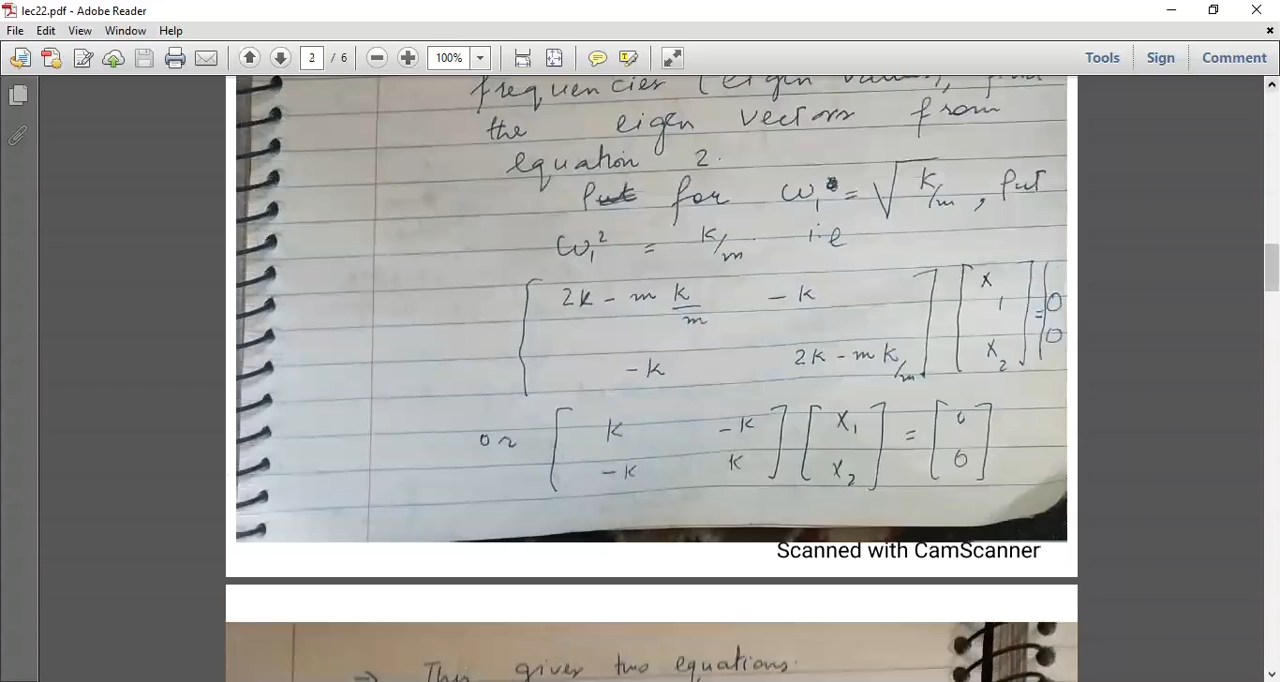 lec22.pdf - Adobe Reader
File Edit View Window Help
2 / 6 100% Tools Sign Comment
frequencies (eigen
the eigen vectors from
equation 2.
for ω₁ = √k/m, put
ω₁² = k/m i.e
[2k - m k/m -k; -k 2k - m k/m] [x₁; x₂] = [0; 0]
or [k -k; -k k] [x₁; x₂] = [0; 0]
Scanned with CamScanner
→ This gives two equations.